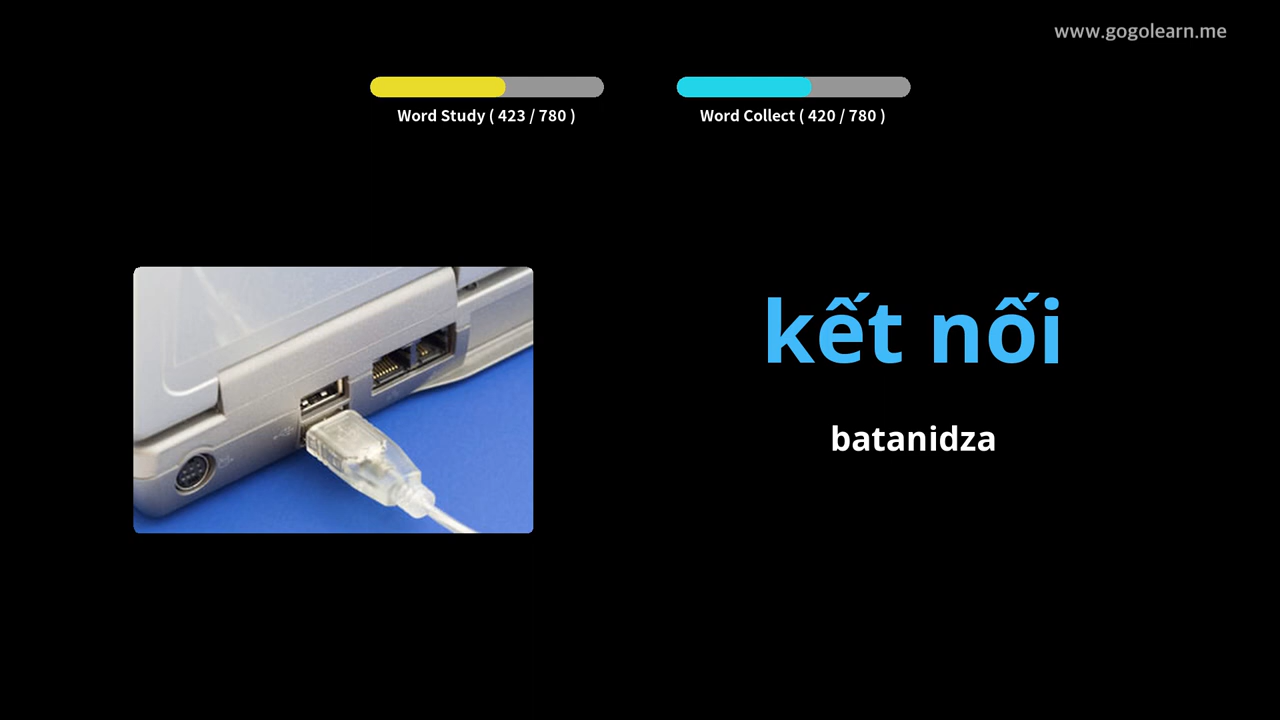 www.gogolearn.me
Word Study ( 423 / 780 )
Word Collect ( 420 / 780 )
kết nối
batanidza